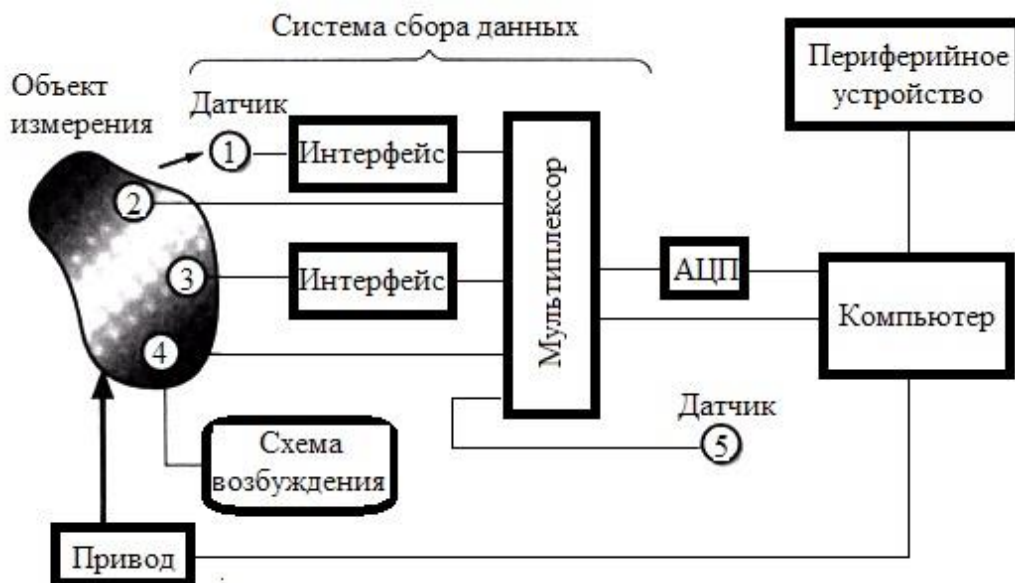 Система сбора данных
Периферийное
устройство
Объект
измерения
Датчик
1
Интерфейс
2
3
Интерфейс
Мультиплексор
АЦП
Компьютер
4
Датчик
5
Схема
возбуждения
Привод